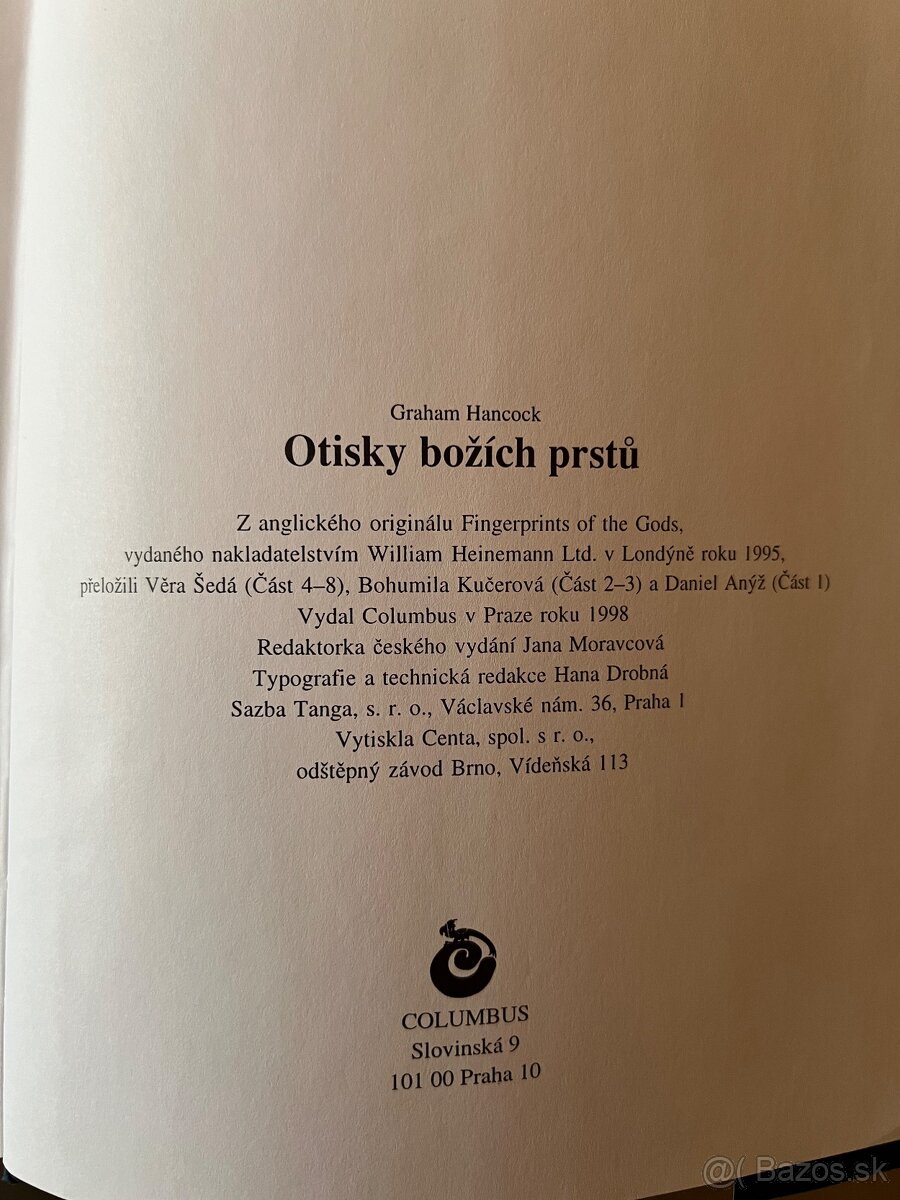 Graham Hancock
Otisky božích prstů
Z anglického originálu Fingerprints of the Gods,
vydaného nakladatelstvím William Heinemann Ltd. v Londýně roku 1995,
přeložili Věra Šedá (Část 4–8), Bohumila Kučerová (Část 2–3) a Daniel Anýž (Část 1)
Vydal Columbus v Praze roku 1998
Redaktorka českého vydání Jana Moravcová
Typografie a technická redakce Hana Drobná
Sazba Tanga, s. r. o., Václavské nám. 36, Praha 1
Vytiskla Centa, spol. s r. o.,
odštěpný závod Brno, Vídeňská 113
COLUMBUS
Slovinská 9
101 00 Praha 10
@( Bazos.sk